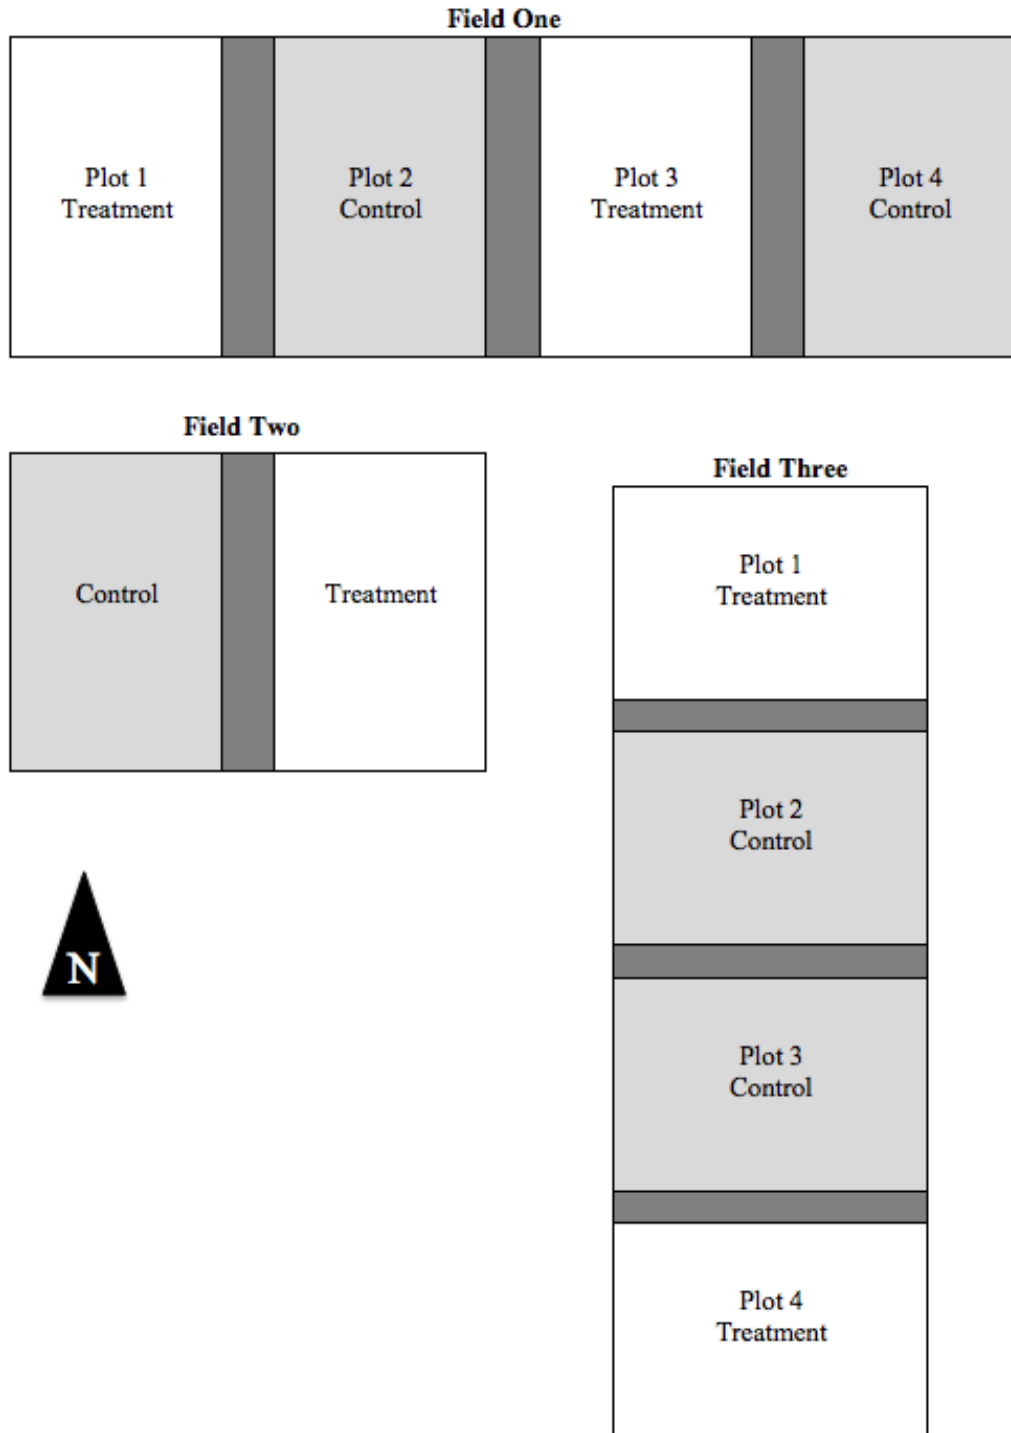 Field One
Plot 1
Treatment
Plot 2
Control
Plot 3
Treatment
Plot 4
Control
Field Two
Control
Treatment
Field Three
Plot 1
Treatment
Plot 2
Control
Plot 3
Control
Plot 4
Treatment
N